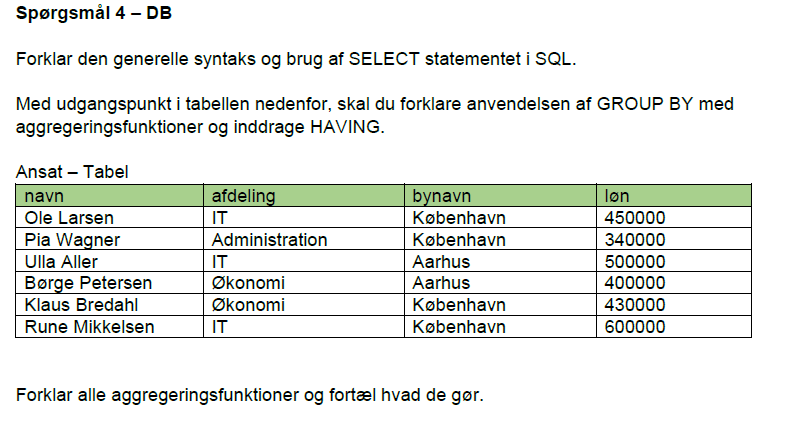 Spørgsmål 4 – DB
Forklar den generelle syntaks og brug af SELECT statementet i SQL.
Med udgangspunkt i tabellen nedenfor, skal du forklare anvendelsen af GROUP BY med
aggregeringsfunktioner og inddrage HAVING.
Ansat – Tabel
navn afdeling bynavn løn
Ole Larsen IT København 450000
Pia Wagner Administration København 340000
Ulla Aller IT Aarhus 500000
Børge Petersen Økonomi Aarhus 400000
Klaus Bredahl Økonomi København 430000
Rune Mikkelsen IT København 600000
Forklar alle aggregeringsfunktioner og fortæl hvad de gør.